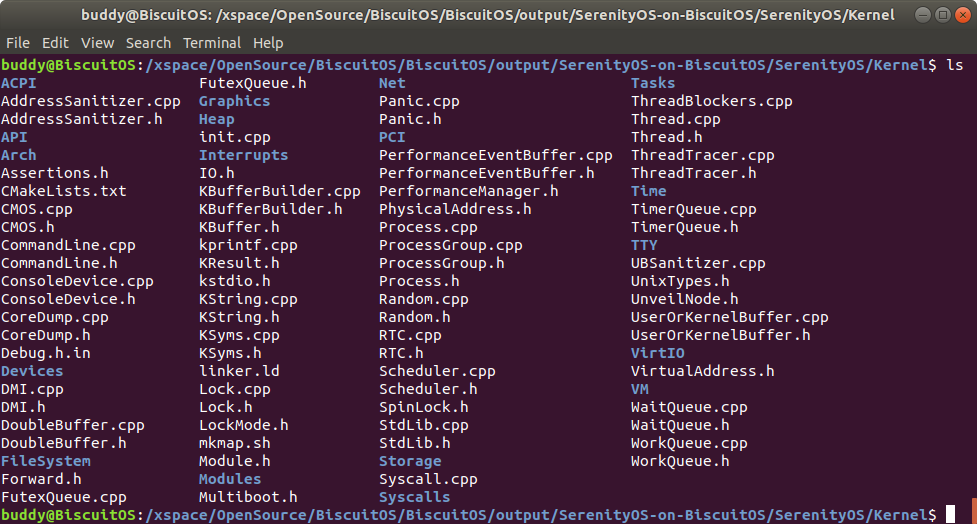 buddy@BiscuitOS: /xspace/OpenSource/BiscuitOS/BiscuitOS/output/SerenityOS-on-BiscuitOS/SerenityOS/Kernel
File Edit View Search Terminal Help
buddy@BiscuitOS:/xspace/OpenSource/BiscuitOS/BiscuitOS/output/SerenityOS-on-BiscuitOS/SerenityOS/Kernel$ ls
ACPI FutexQueue.h Net Tasks
AddressSanitizer.cpp Graphics Panic.cpp ThreadBlockers.cpp
AddressSanitizer.h Heap Panic.h Thread.cpp
API init.cpp PCI Thread.h
Arch Interrupts PerformanceEventBuffer.cpp ThreadTracer.cpp
Assertions.h IO.h PerformanceEventBuffer.h ThreadTracer.h
CMakeLists.txt KBufferBuilder.cpp PerformanceManager.h Time
CMOS.cpp KBufferBuilder.h PhysicalAddress.h TimerQueue.cpp
CMOS.h KBuffer.h Process.cpp TimerQueue.h
CommandLine.cpp kprintf.cpp ProcessGroup.cpp TTY
CommandLine.h KResult.h ProcessGroup.h UBSanitizer.cpp
ConsoleDevice.cpp kstdio.h Process.h UnixTypes.h
ConsoleDevice.h KString.cpp Random.cpp UnveilNode.h
CoreDump.cpp KString.h Random.h UserOrKernelBuffer.cpp
CoreDump.h KSyms.cpp RTC.cpp UserOrKernelBuffer.h
Debug.h.in KSyms.h RTC.h VirtIO
Devices linker.ld Scheduler.cpp VirtualAddress.h
DMI.cpp Lock.cpp Scheduler.h VM
DMI.h Lock.h SpinLock.h WaitQueue.cpp
DoubleBuffer.cpp LockMode.h StdLib.cpp WaitQueue.h
DoubleBuffer.h mkmap.sh StdLib.h WorkQueue.cpp
FileSystem Module.h Storage WorkQueue.h
Forward.h Modules Syscall.cpp
FutexQueue.cpp Multiboot.h Syscalls
buddy@BiscuitOS:/xspace/OpenSource/BiscuitOS/BiscuitOS/output/SerenityOS-on-BiscuitOS/SerenityOS/Kernel$